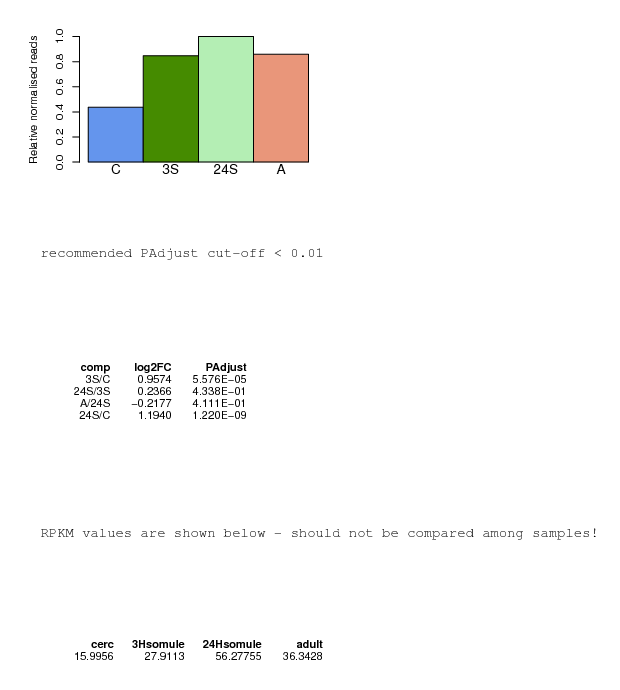 Relative normalised reads
1.0
0.8
0.6
0.4
0.2
0.0
C 3S 24S A
recommended PAdjust cut-off < 0.01
comp log2FC PAdjust
3S/C 0.9574 5.576E-05
24S/3S 0.2366 4.338E-01
A/24S -0.2177 4.111E-01
24S/C 1.1940 1.220E-09
RPKM values are shown below - should not be compared among samples!
cerc 3Hsomule 24Hsomule adult
15.9956 27.9113 56.27755 36.3428